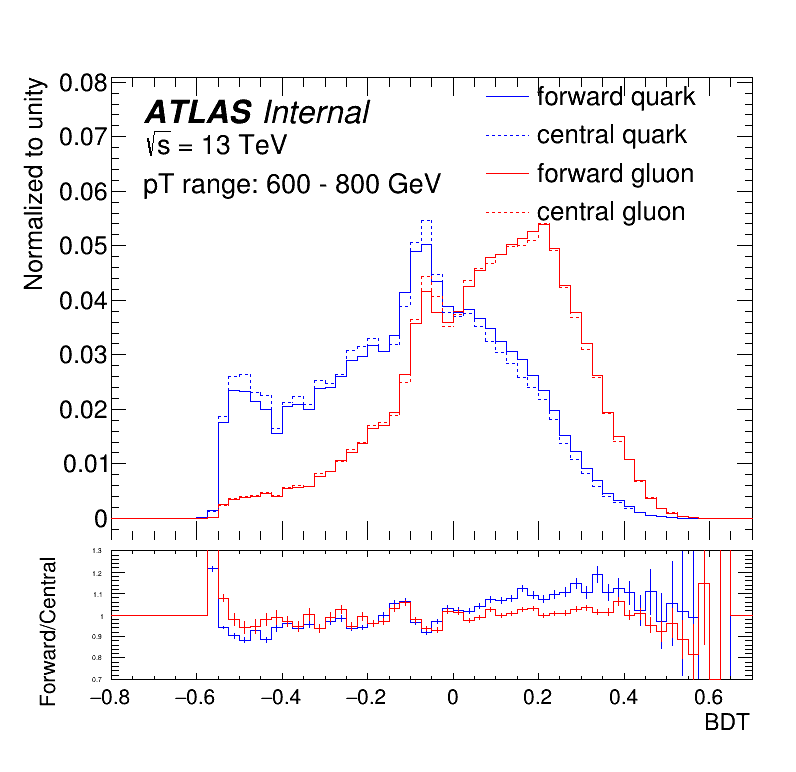 Normalized to unity
0.08
0.07
0.06
0.05
0.04
0.03
0.02
0.01
0
ATLAS Internal
√s = 13 TeV
pT range: 600 - 800 GeV
forward quark
central quark
forward gluon
central gluon
Forward/Central
1.3
1.2
1.1
1
0.9
0.8
0.7
−0.8 −0.6 −0.4 −0.2 0 0.2 0.4 0.6
BDT